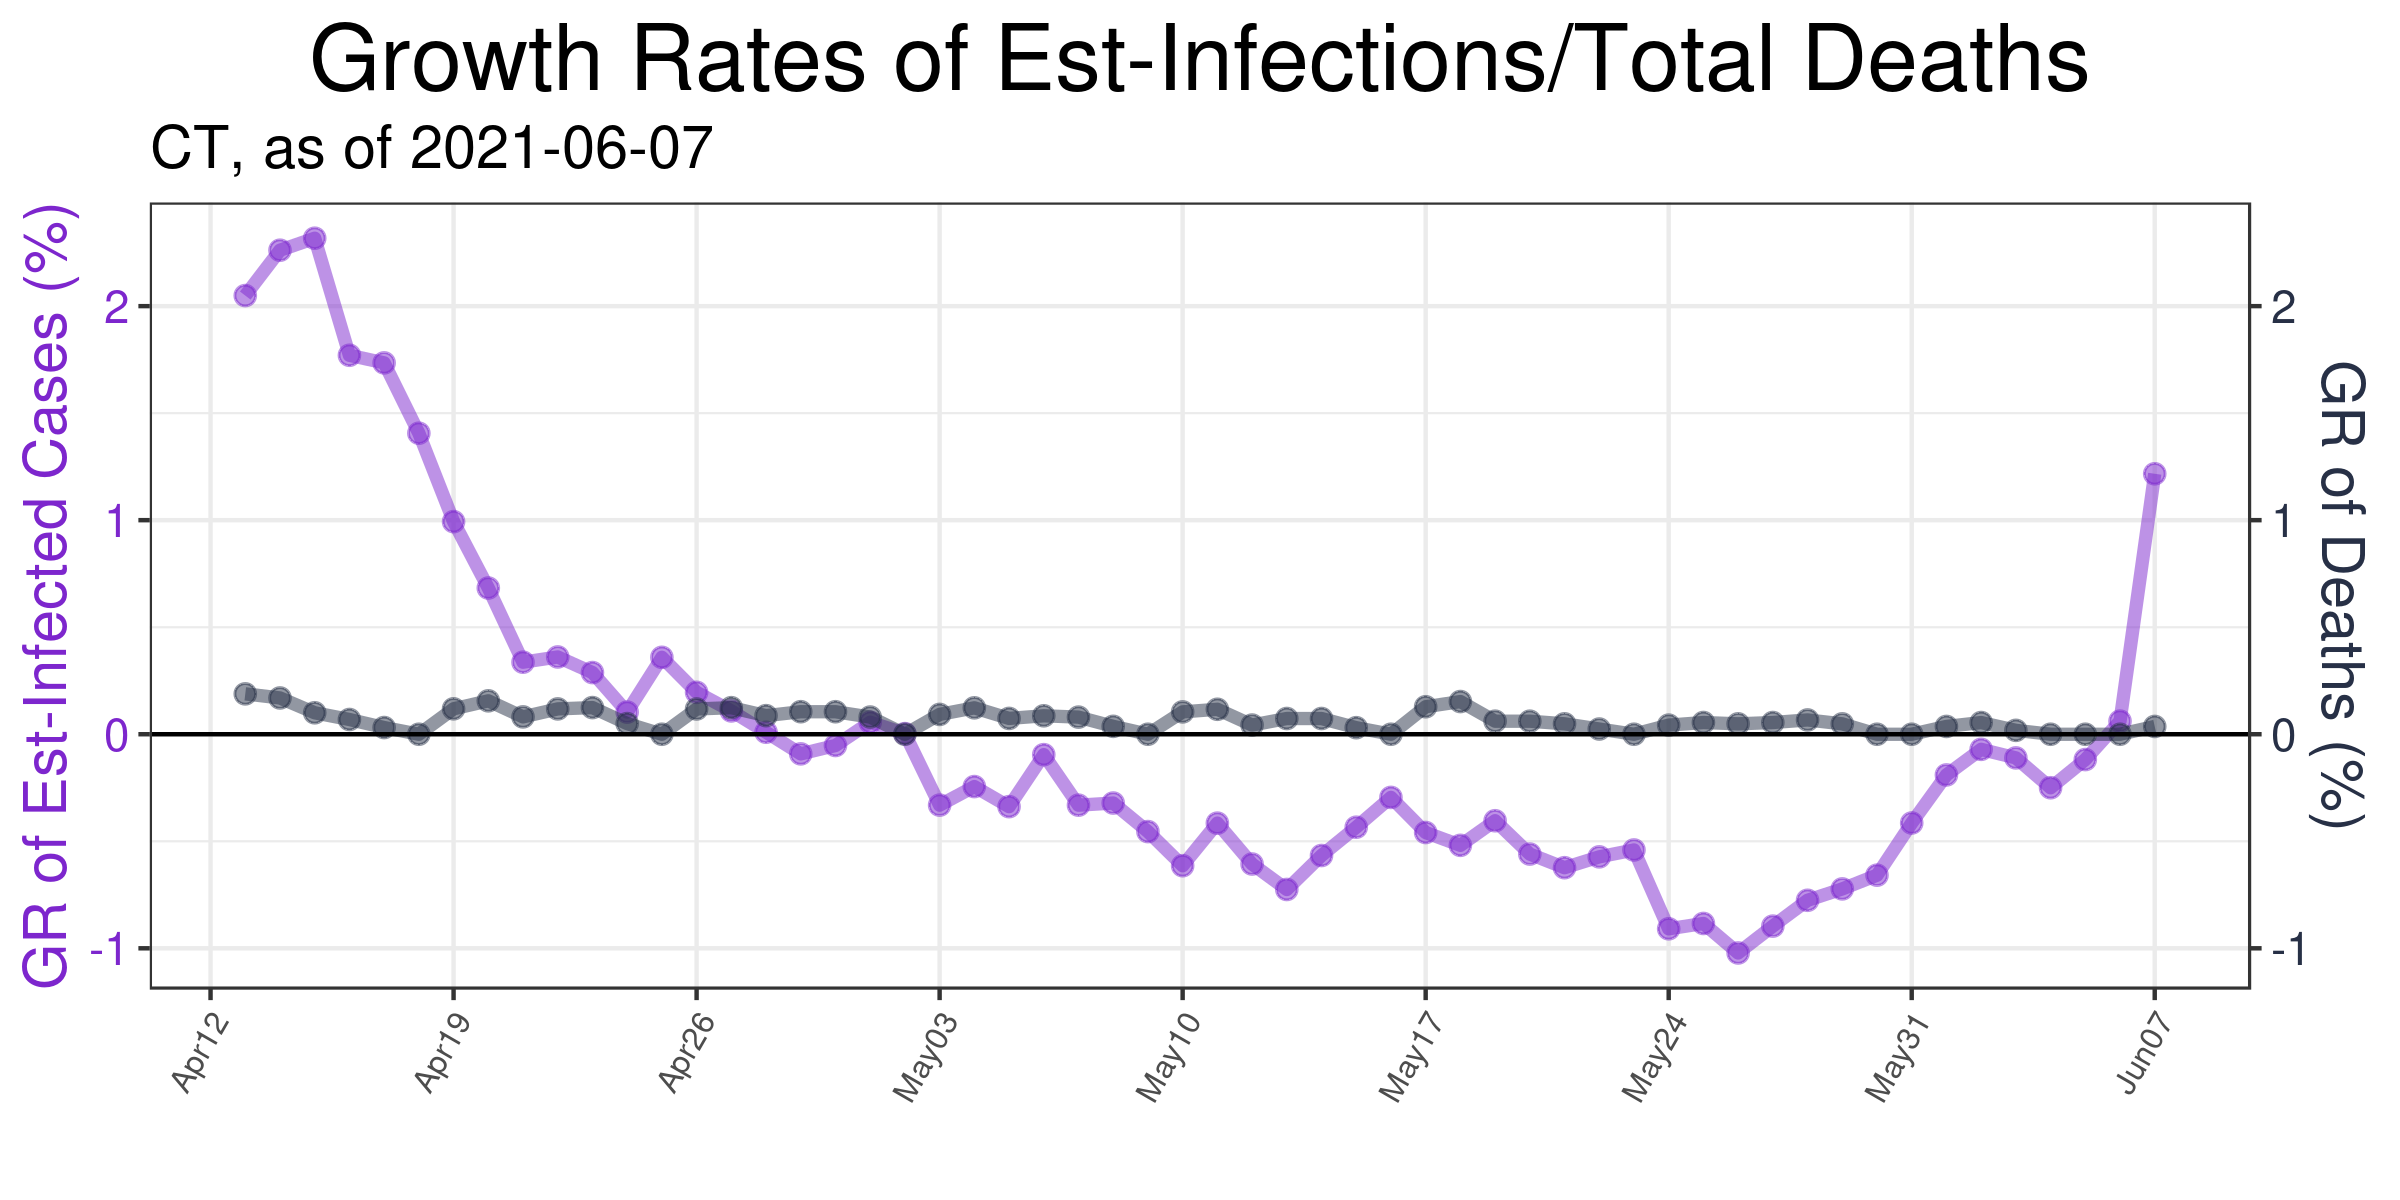 Growth Rates of Est-Infections/Total Deaths
CT, as of 2021-06-07
GR of Est-Infected Cases (%)
2
1
0
-1
2
1
0
-1
GR of Deaths (%)
Apr12
Apr19
Apr26
May03
May10
May17
May24
May31
Jun07